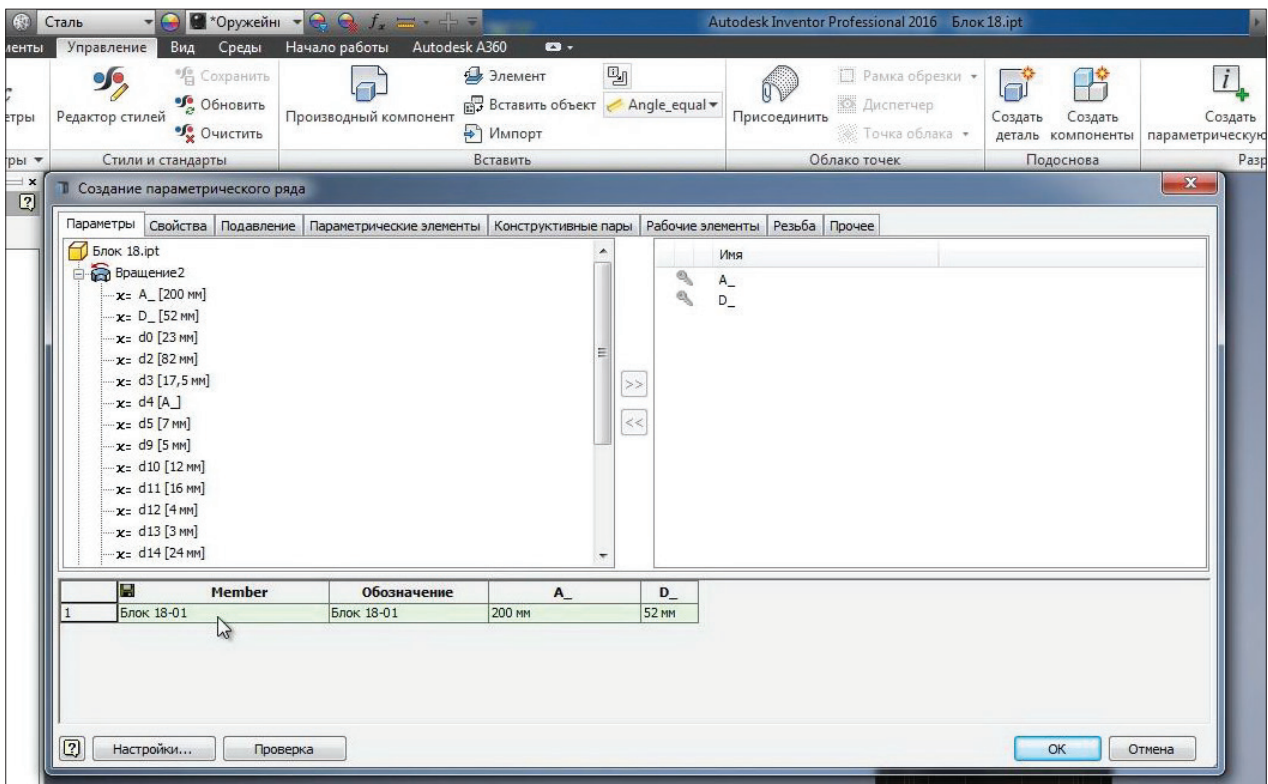 Сталь *Оружейні fx Autodesk Inventor Professional 2016 Блок 18.ipt
менты Управление Вид Среды Начало работы Autodesk A360
Сохранить Элемент Рамка обрезки
Редактор стилей Обновить Производный компонент Вставить объект Angle_equal Присоединить Диспетчер Создать деталь Создать компоненты Создать параметрическую
етры Очистить Импорт Точка облака
ры Стили и стандарты Вставить Облако точек Подоснова Разр
Создание параметрического ряда
Параметры Свойства Подавление Параметрические элементы Конструктивные пары Рабочие элементы Резьба Прочее
Блок 18.ipt
Вращение2
x= A_ [200 мм]
x= D_ [52 мм]
x= d0 [23 мм]
x= d2 [82 мм]
x= d3 [17,5 мм]
x= d4 [A_]
x= d5 [7 мм]
x= d9 [5 мм]
x= d10 [12 мм]
x= d11 [16 мм]
x= d12 [4 мм]
x= d13 [3 мм]
x= d14 [24 мм]
>>
<<
Имя
A_
D_
Member Обозначение A_ D_
1 Блок 18-01 Блок 18-01 200 мм 52 мм
Настройки... Проверка OK Отмена